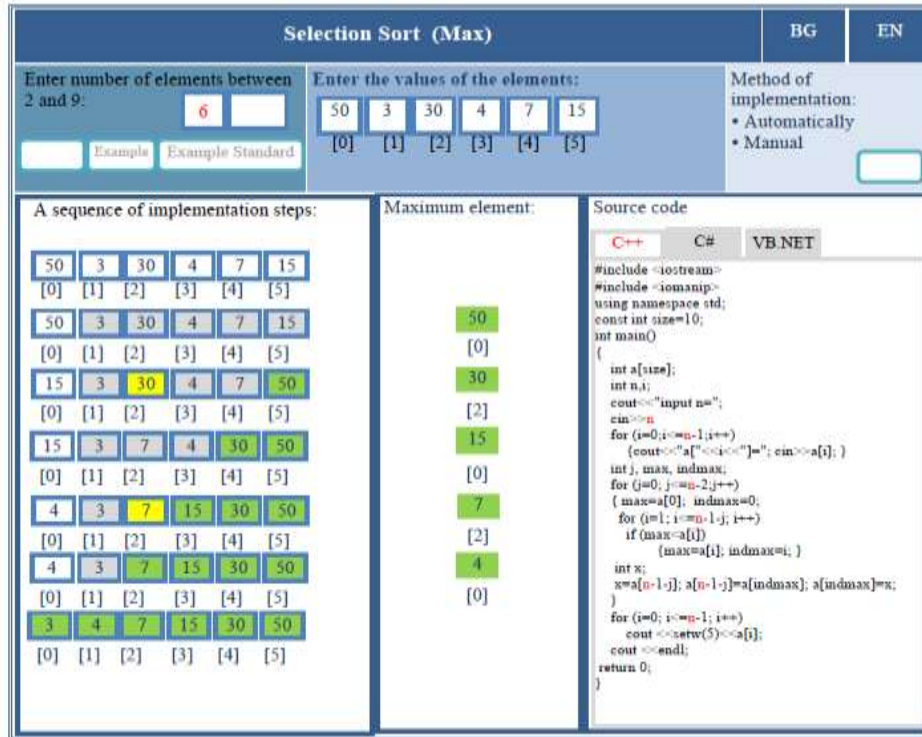 Selection Sort (Max)
BG
EN
Enter number of elements between
2 and 9:
6
Example
Example Standard
Enter the values of the elements:
50 3 30 4 7 15
[0] [1] [2] [3] [4] [5]
Method of
implementation:
• Automatically
• Manual
A sequence of implementation steps:
50 3 30 4 7 15
[0] [1] [2] [3] [4] [5]
50 3 30 4 7 15
[0] [1] [2] [3] [4] [5]
15 3 30 4 7 50
[0] [1] [2] [3] [4] [5]
15 3 7 4 30 50
[0] [1] [2] [3] [4] [5]
4 3 7 15 30 50
[0] [1] [2] [3] [4] [5]
4 3 7 15 30 50
[0] [1] [2] [3] [4] [5]
3 4 7 15 30 50
[0] [1] [2] [3] [4] [5]
Maximum element:
50
[0]
30
[2]
15
[0]
7
[2]
4
[0]
Source code
C++ C# VB.NET
#include <iostream>
#include <iomanip>
using namespace std;
const int size=10;
int main()
{
int a[size];
int n,i;
cout<<"input n=";
cin>>n
for (i=0;i<=n-1;i++)
{cout<<"a["<<i<<"]="; cin>>a[i]; }
int j, max, indmax;
for (j=0; j<=n-2;j++)
{ max=a[0]; indmax=0;
for (i=1; i<=n-1-j; i++)
if (max<a[i])
{max=a[i]; indmax=i; }
int x;
x=a[n-1-j]; a[n-1-j]=a[indmax]; a[indmax]=x;
}
for (i=0; i<=n-1; i++)
cout <<setw(5)<<a[i];
cout <<endl;
return 0;
}